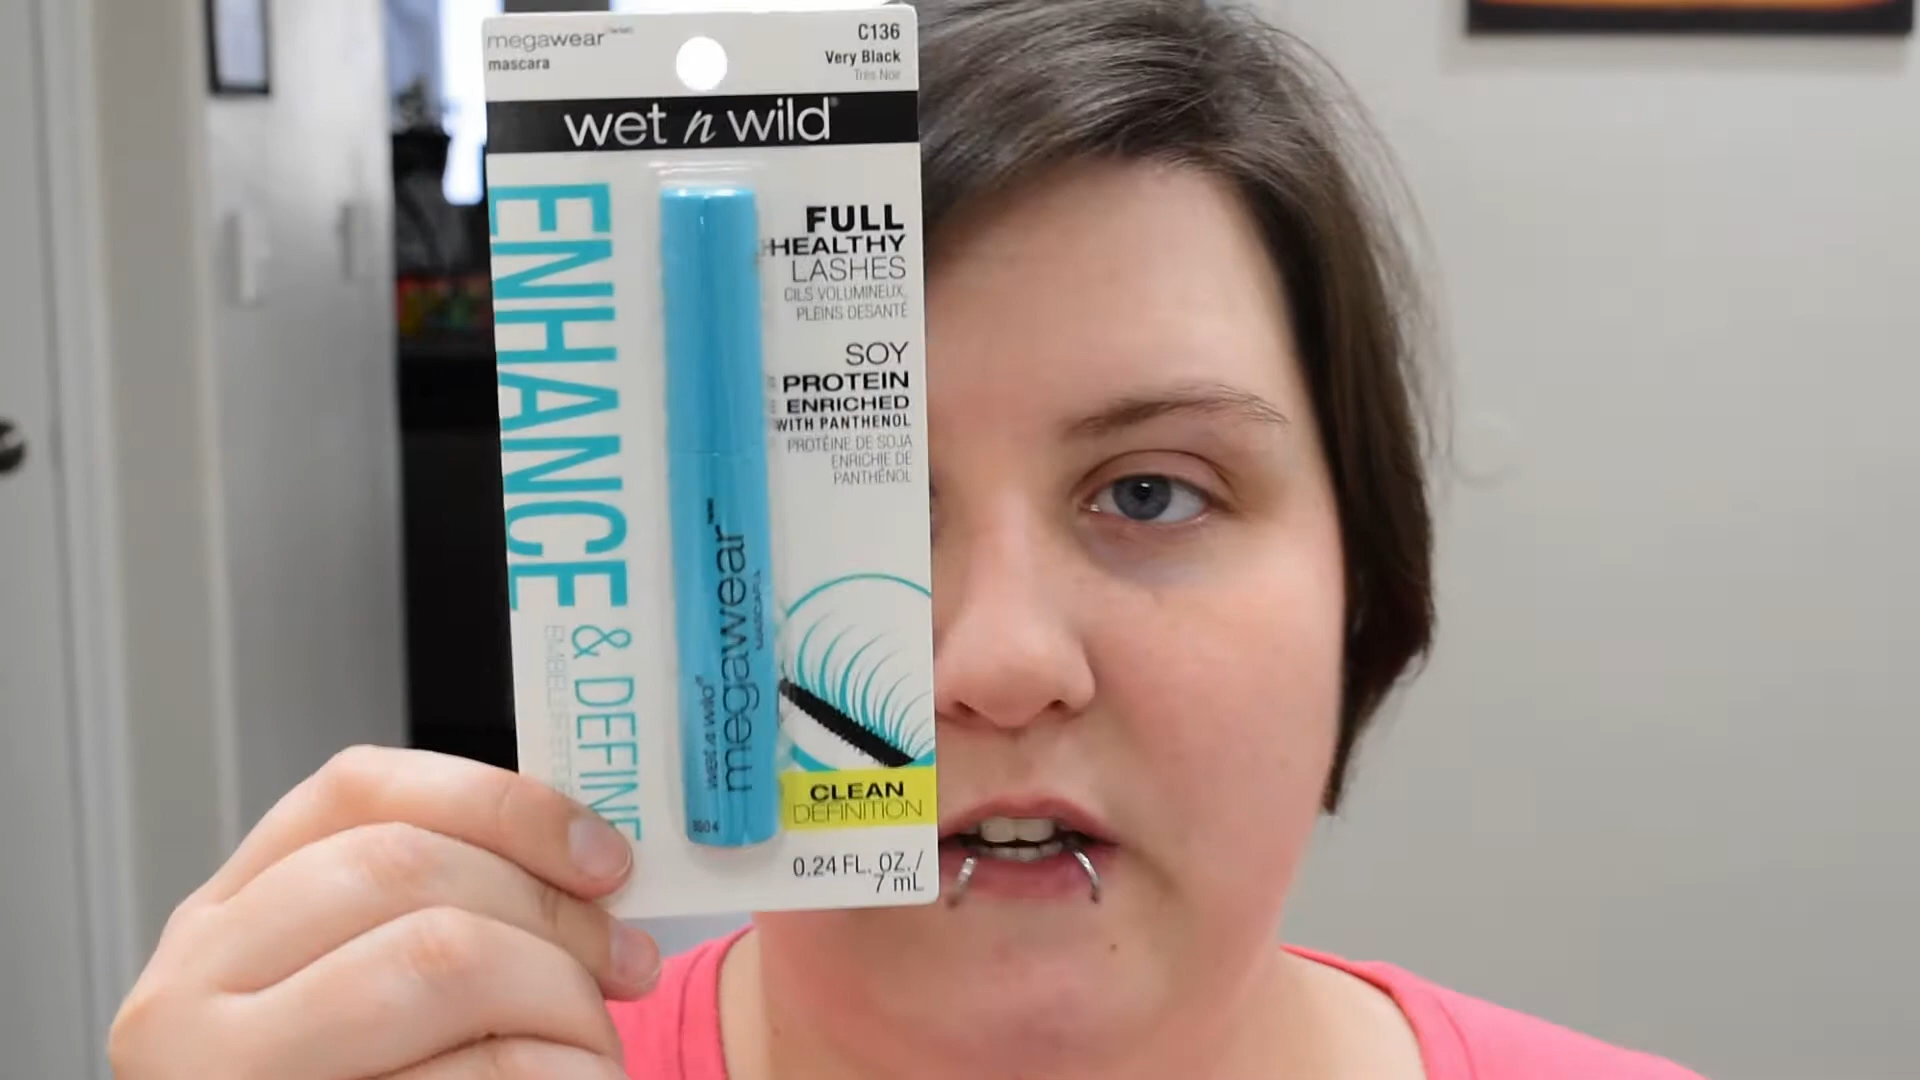 megawear
mascara
C136
Very Black
Très Noir
wet n wild
ENHANCE
& DEFINE
FULL
HEALTHY
LASHES
CILS VOLUMINEUX,
PLEINS DESANTÉ
SOY
PROTEIN
ENRICHED
WITH PANTHENOL
PROTÉINE DE SOJA
ENRICHIE DE
PANTHÉNOL
wet n wild
megawear
MASCARA
CLEAN
DEFINITION
0.24 FL. OZ./
7 mL